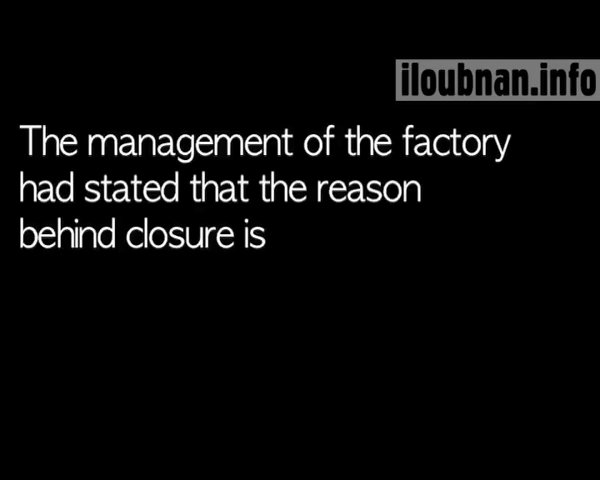 iloubnan.info
The management of the factory
had stated that the reason
behind closure is